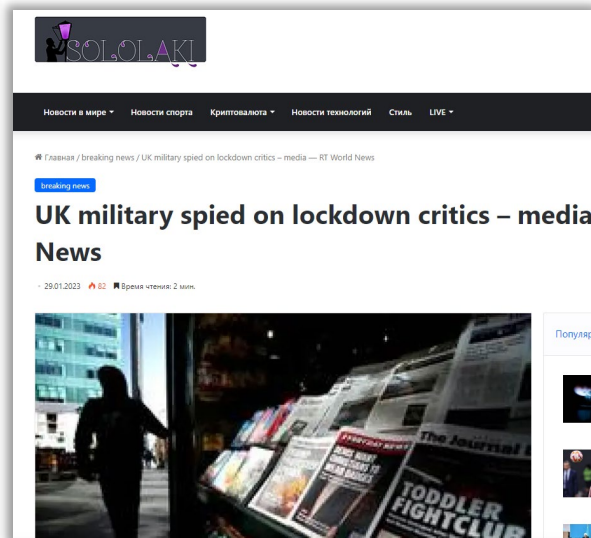 SOLOLAKI
Новости в мире Новости спорта Криптовалюта Новости технологий Стиль LIVE
Главная / breaking news / UK military spied on lockdown critics – media — RT World News
breaking news
UK military spied on lockdown critics – media
News
- 29.01.2023 82 Время чтения: 2 мин.
Популяр
EVERYDAY NEWS
The Journal
TODDLER
FIGHTCLUB